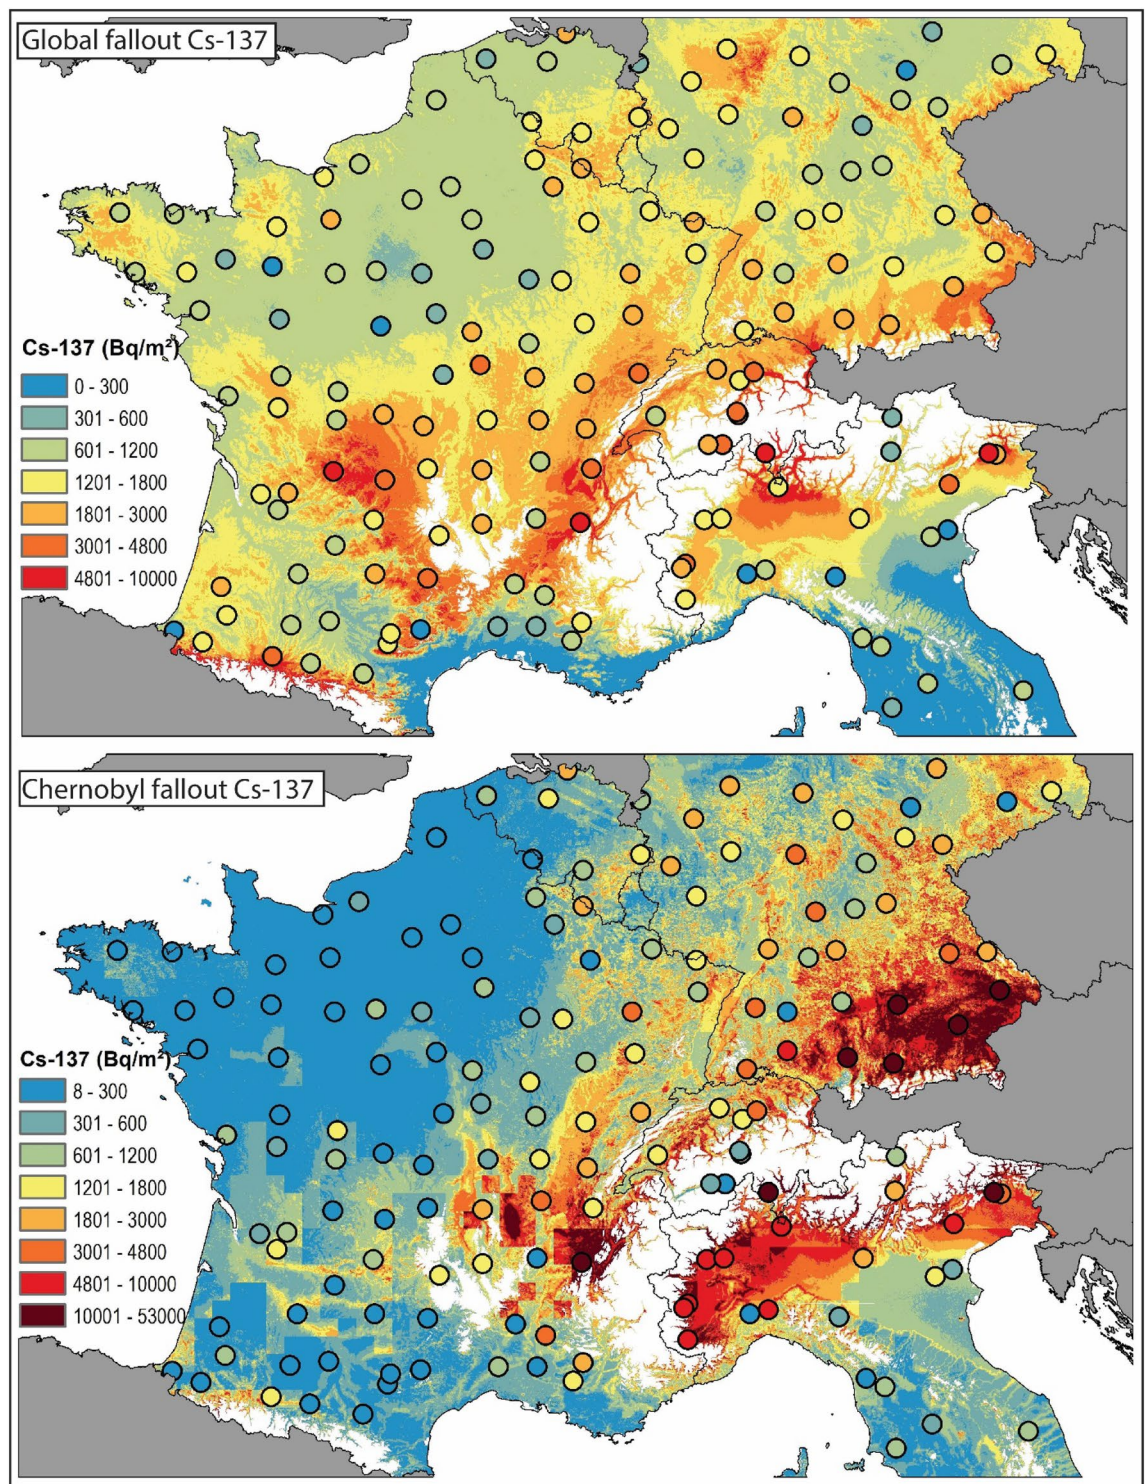 Global fallout Cs-137
Cs-137 (Bq/m²)
0 - 300
301 - 600
601 - 1200
1201 - 1800
1801 - 3000
3001 - 4800
4801 - 10000
Chernobyl fallout Cs-137
Cs-137 (Bq/m²)
8 - 300
301 - 600
601 - 1200
1201 - 1800
1801 - 3000
3001 - 4800
4801 - 10000
10001 - 53000